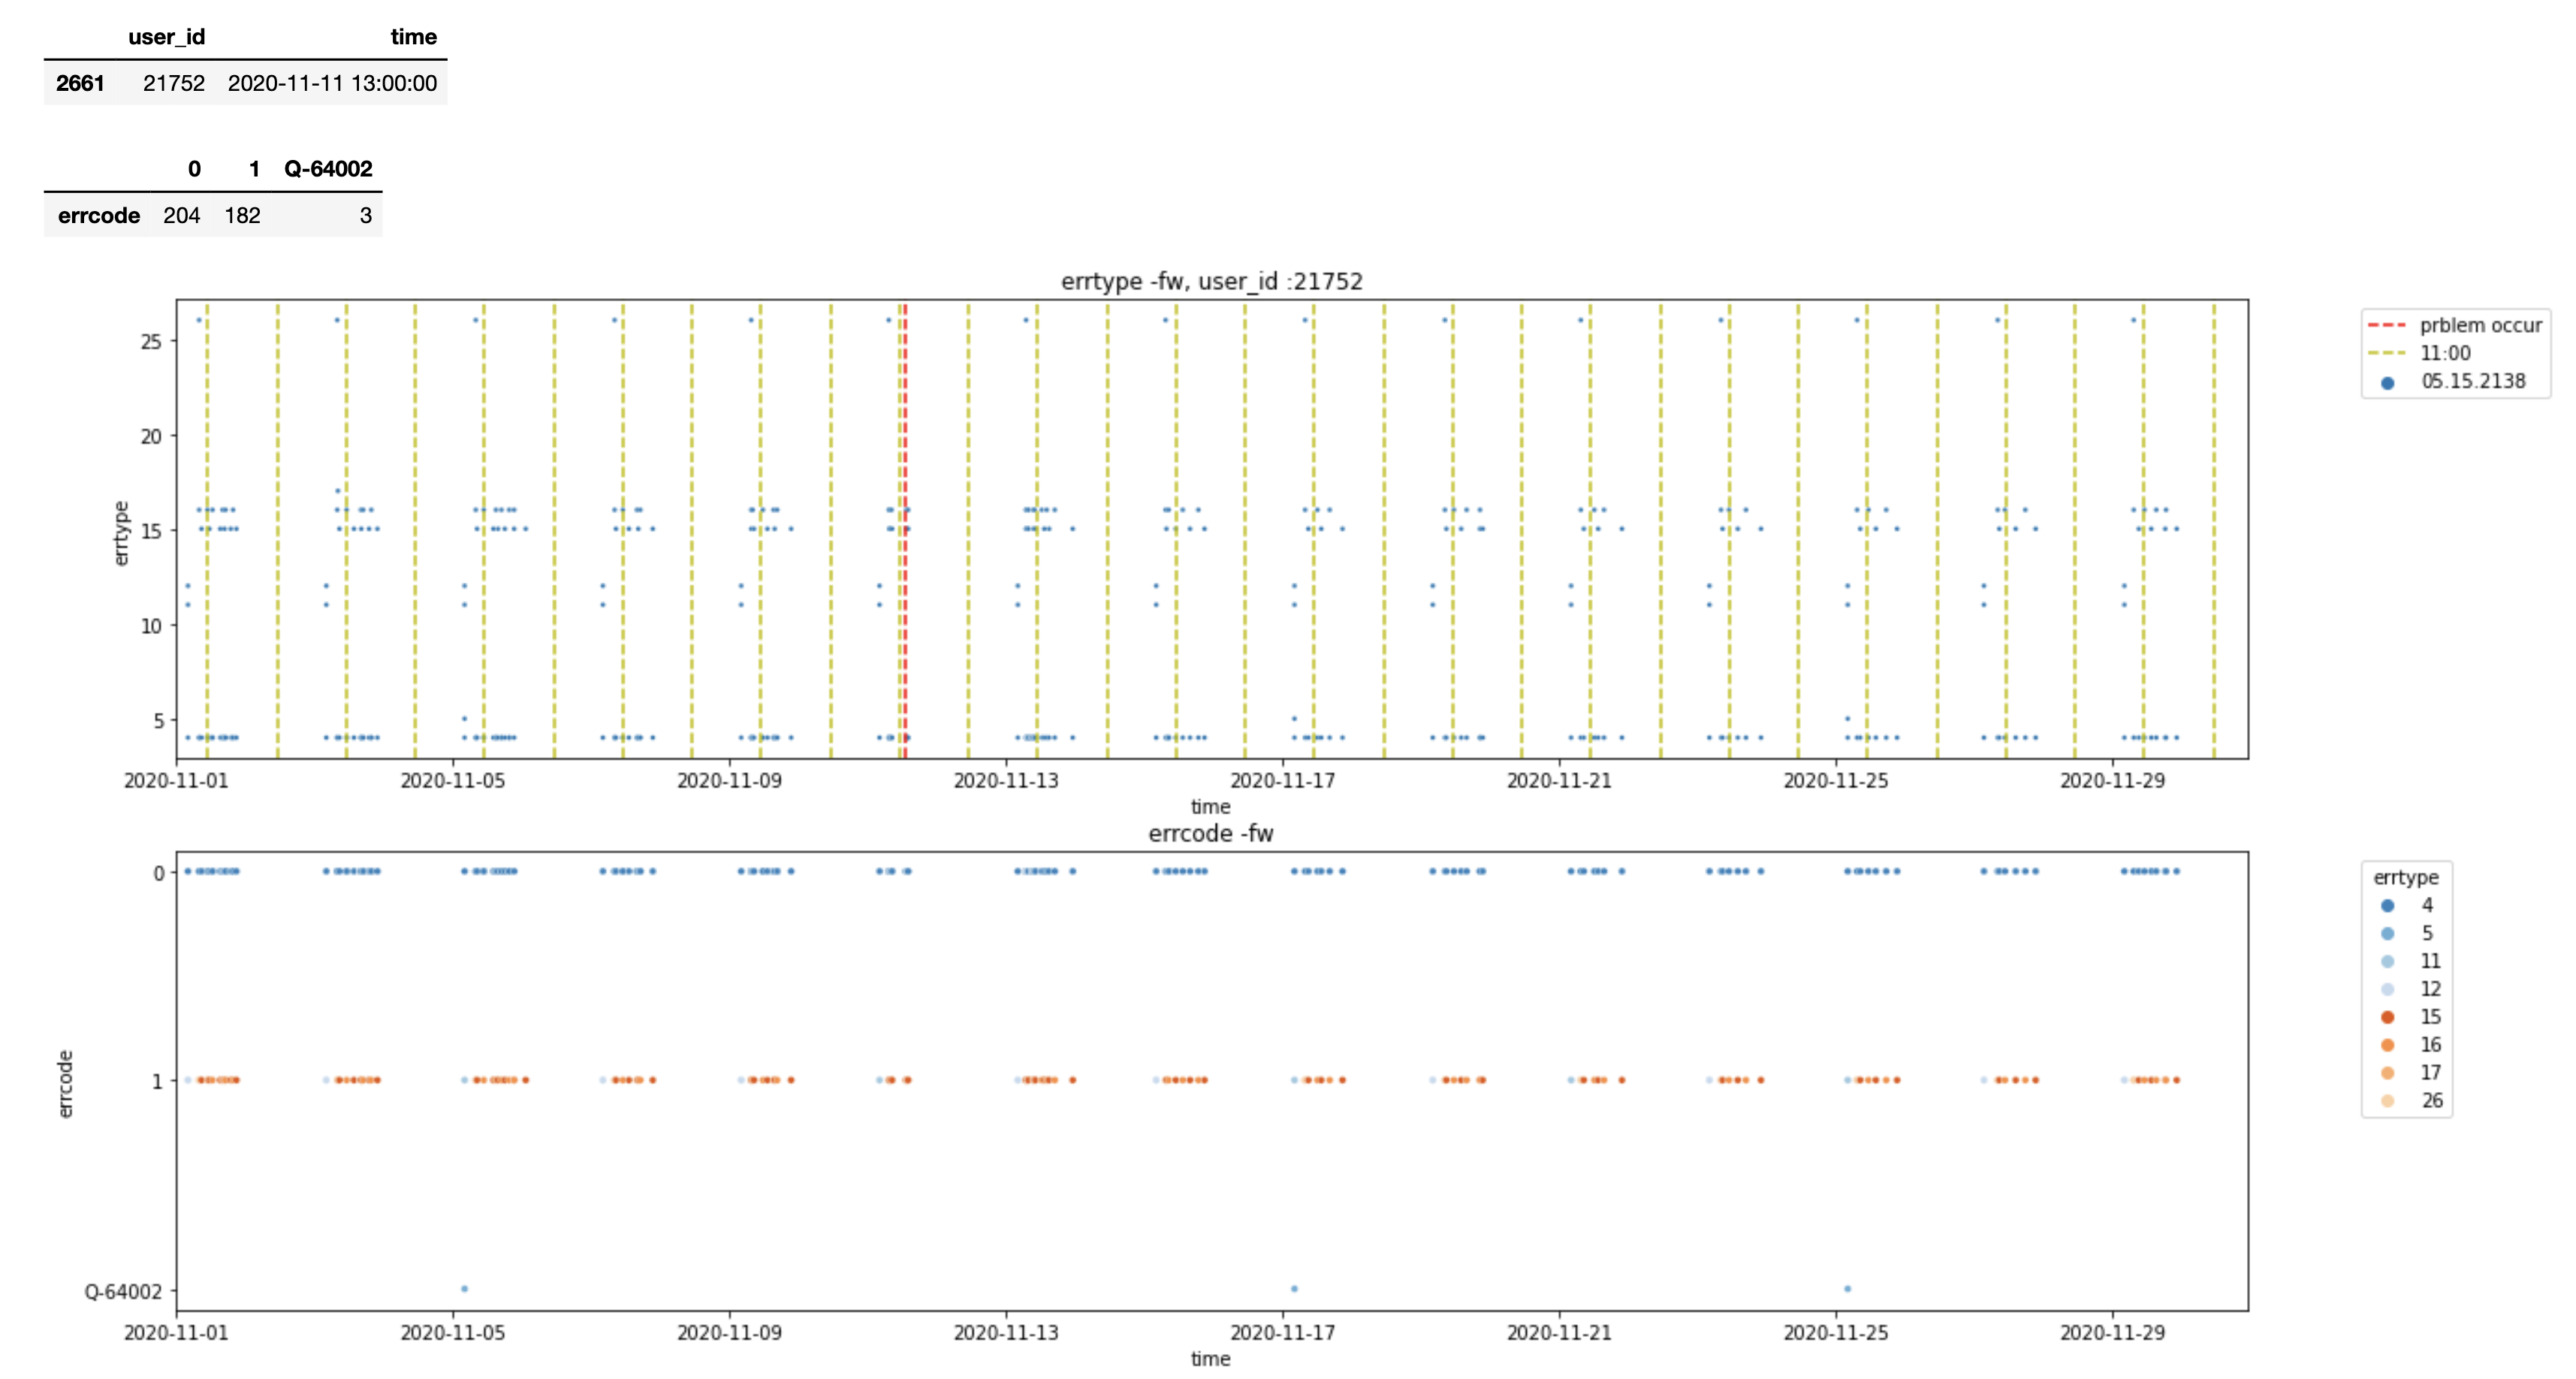 user_id time
2661 21752 2020-11-11 13:00:00
0 1 Q-64002
errcode 204 182 3
errtype -fw, user_id :21752
prblem occur
11:00
05.15.2138
25
20
15
10
5
errtype
2020-11-01 2020-11-05 2020-11-09 2020-11-13 2020-11-17 2020-11-21 2020-11-25 2020-11-29
time
errcode -fw
errtype
4
5
11
12
15
16
17
26
0
1
Q-64002
errcode
2020-11-01 2020-11-05 2020-11-09 2020-11-13 2020-11-17 2020-11-21 2020-11-25 2020-11-29
time